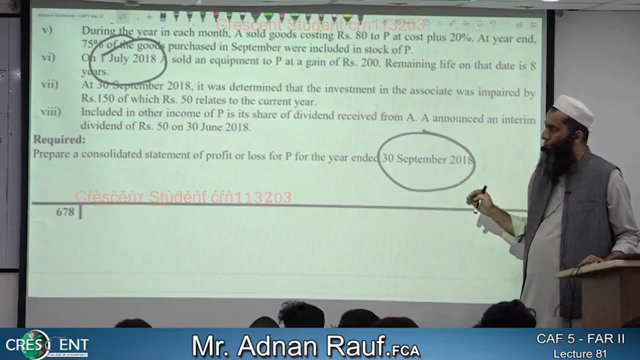 Crescent Student crn113203
v) During the year in each month, A sold goods costing Rs. 80 to P at cost plus 20%. At year end,
75% of the goods purchased in September were included in stock of P.
vi) On 1 July 2018 A sold an equipment to P at a gain of Rs. 200. Remaining life on that date is 8
years.
vii) At 30 September 2018, it was determined that the investment in the associate was impaired by
Rs.150 of which Rs. 50 relates to the current year.
viii) Included in other income of P is its share of dividend received from A. A announced an interim
dividend of Rs. 50 on 30 June 2018.
Required:
Prepare a consolidated statement of profit or loss for P for the year ended 30 September 2018
678
CRESCENT
Mr. Adnan Rauf.FCA
CAF 5 - FAR II
Lecture 81